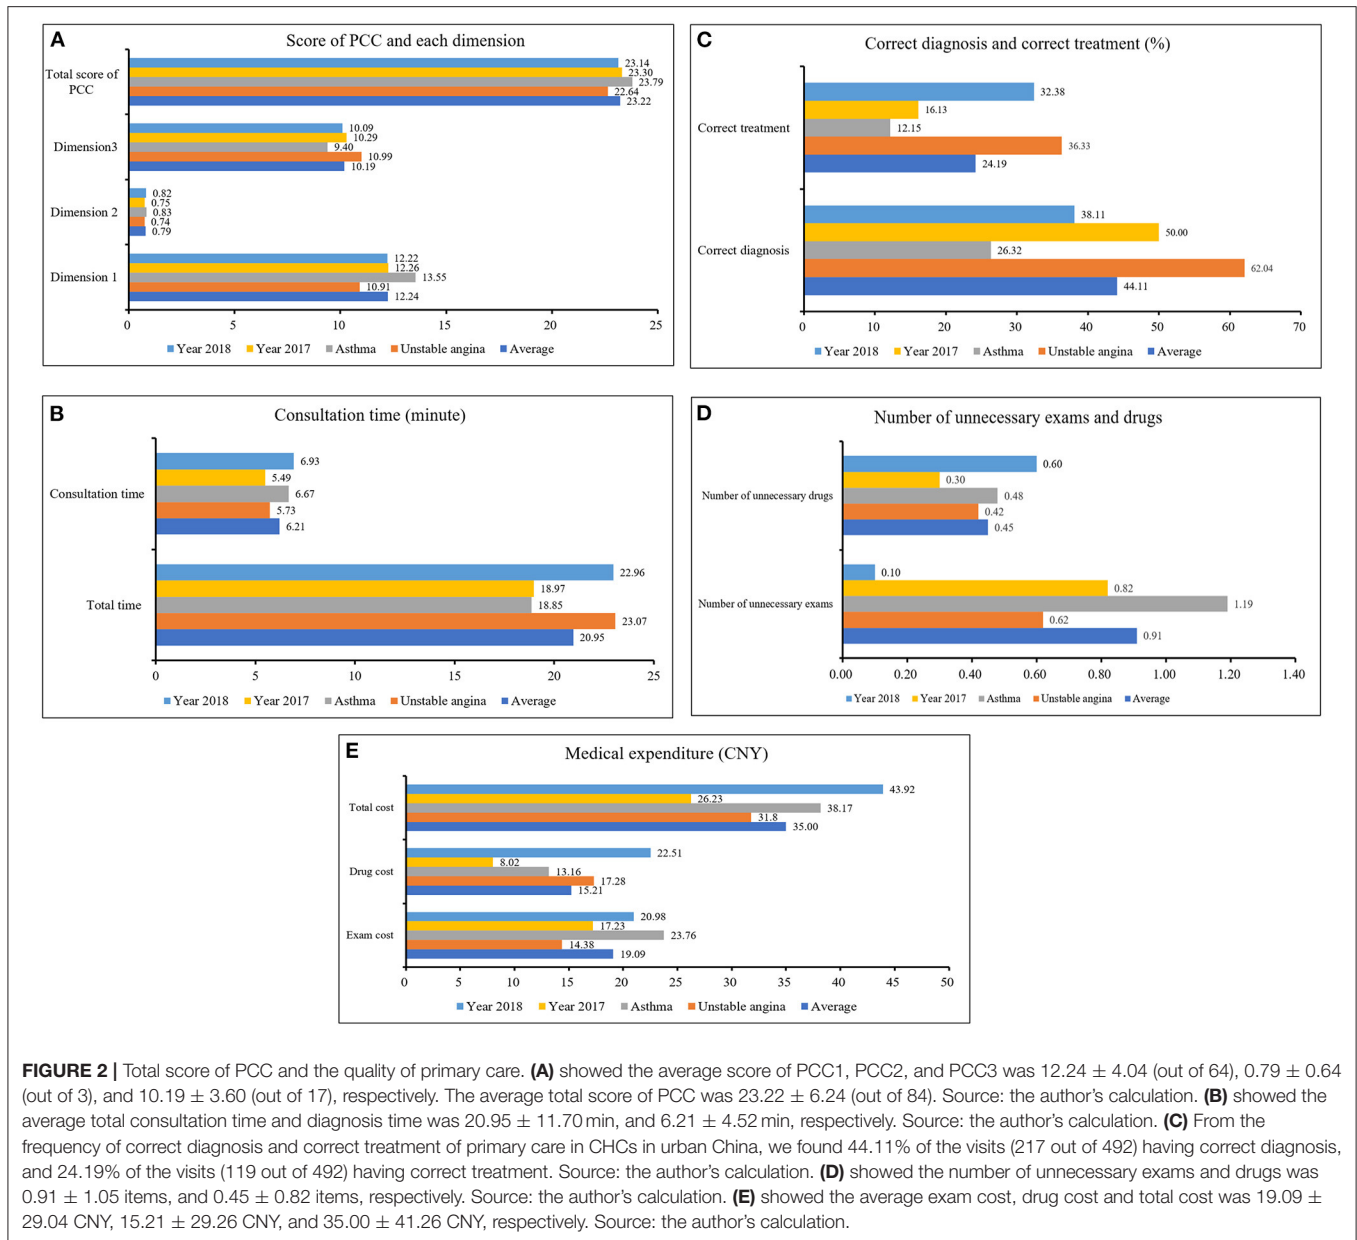 A
Score of PCC and each dimension
Total score of
PCC
23.14
23.30
23.79
22.64
23.22
Dimension3
10.09
10.29
9.40
10.99
10.19
Dimension 2
0.82
0.75
0.83
0.74
0.79
Dimension 1
12.22
12.26
13.55
10.91
12.24
0 5 10 15 20 25
Year 2018 Year 2017 Asthma Unstable angina Average
C
Correct diagnosis and correct treatment (%)
Correct treatment
32.38
16.13
12.15
36.33
24.19
Correct diagnosis
38.11
50.00
26.32
62.04
44.11
0 10 20 30 40 50 60 70
Year 2018 Year 2017 Asthma Unstable angina Average
B
Consultation time (minute)
Consultation time
6.93
5.49
6.67
5.73
6.21
Total time
22.96
18.97
18.85
23.07
20.95
0 5 10 15 20 25
Year 2018 Year 2017 Asthma Unstable angina Average
D
Number of unnecessary exams and drugs
Number of unnecessary drugs
0.60
0.30
0.48
0.42
0.45
Number of unnecessary exams
0.10
0.82
1.19
0.62
0.91
0.00 0.20 0.40 0.60 0.80 1.00 1.20 1.40
Year 2018 Year 2017 Asthma Unstable angina Average
E
Medical expenditure (CNY)
Total cost
43.92
26.23
38.17
31.8
35.00
Drug cost
22.51
8.02
13.16
17.28
15.21
Exam cost
20.98
17.23
23.76
14.38
19.09
0 5 10 15 20 25 30 35 40 45 50
Year 2018 Year 2017 Asthma Unstable angina Average
FIGURE 2 | Total score of PCC and the quality of primary care. (A) showed the average score of PCC1, PCC2, and PCC3 was 12.24 ± 4.04 (out of 64), 0.79 ± 0.64
(out of 3), and 10.19 ± 3.60 (out of 17), respectively. The average total score of PCC was 23.22 ± 6.24 (out of 84). Source: the author's calculation. (B) showed the
average total consultation time and diagnosis time was 20.95 ± 11.70 min, and 6.21 ± 4.52 min, respectively. Source: the author's calculation. (C) From the
frequency of correct diagnosis and correct treatment of primary care in CHCs in urban China, we found 44.11% of the visits (217 out of 492) having correct diagnosis,
and 24.19% of the visits (119 out of 492) having correct treatment. Source: the author's calculation. (D) showed the number of unnecessary exams and drugs was
0.91 ± 1.05 items, and 0.45 ± 0.82 items, respectively. Source: the author's calculation. (E) showed the average exam cost, drug cost and total cost was 19.09 ±
29.04 CNY, 15.21 ± 29.26 CNY, and 35.00 ± 41.26 CNY, respectively. Source: the author's calculation.